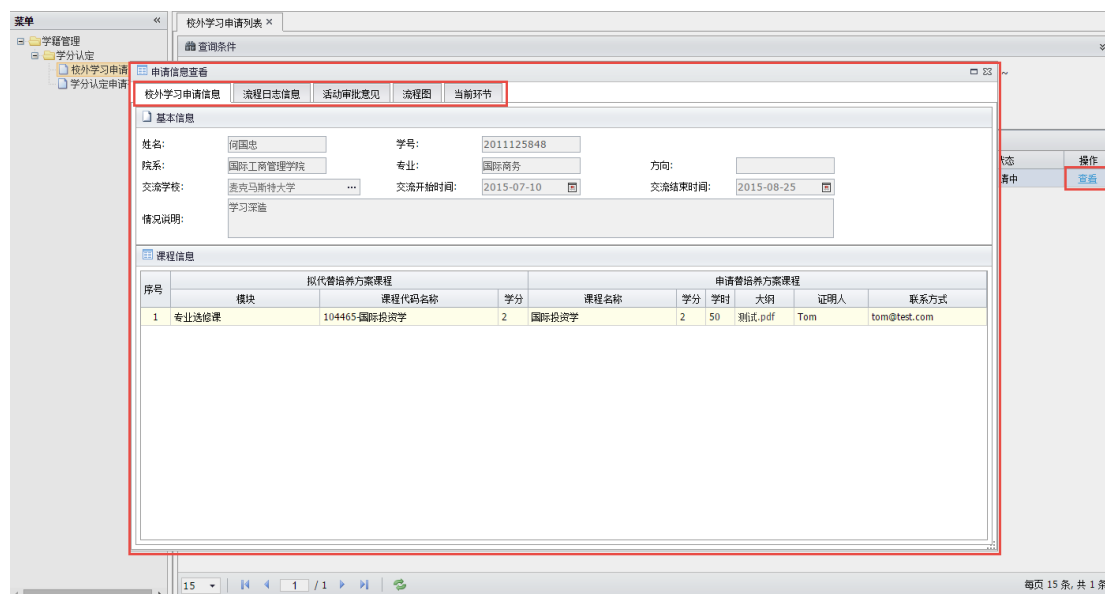 菜单 «
校外学习申请列表 ×
学籍管理
学分认定
校外学习申请
学分认定申请
查询条件
申请信息查看
~
校外学习申请信息 流程日志信息 活动审批意见 流程图 当前环节
基本信息
姓名: 何国忠 学号: 2011125848
院系: 国际工商管理学院 专业: 国际商务 方向:
交流学校: 麦克马斯特大学 ... 交流开始时间: 2015-07-10 交流结束时间: 2015-08-25
情况说明: 学习深造
状态 操作
请中 查看
课程信息
序号 拟代替培养方案课程 申请替培养方案课程
模块 课程代码名称 学分 课程名称 学分 学时 大纲 证明人 联系方式
1 专业选修课 104465-国际投资学 2 国际投资学 2 50 测试.pdf Tom tom@test.com
15 1 / 1 每页 15 条, 共 1 条